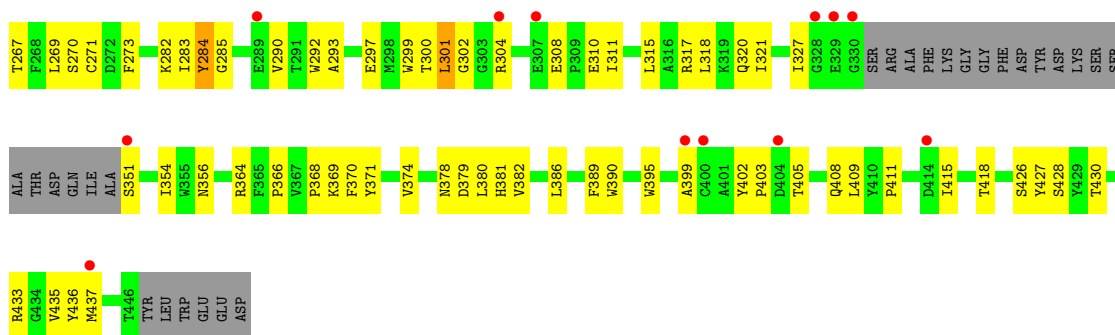 T267 F268 L269 S270 C271 D272 F273 K282 I283 Y284 G285 E289 V290 T291 W292 A293 E297 M298 W299 T300 L301 G302 G303 R304 E307 E308 P309 E310 I311 L315 A316 R317 L318 K319 Q320 I321 I327 G328 E329 G330 SER ARG ALA PHE LYS GLY GLY PHE ASP TYR ASP LYS SER SER
ALA THR ASP GLN ILE ALA S351 I354 W355 N356 R364 F365 P366 V367 P368 K369 F370 Y371 V374 N378 D379 L380 H381 V382 L386 F389 W390 W395 A399 C400 A401 Y402 P403 D404 T405 Q408 L409 Y410 P411 D414 I415 T418 S426 Y427 S428 Y429 T430
R433 G434 V435 Y436 M437 T446 TYR LEU TRP GLU GLU ASP